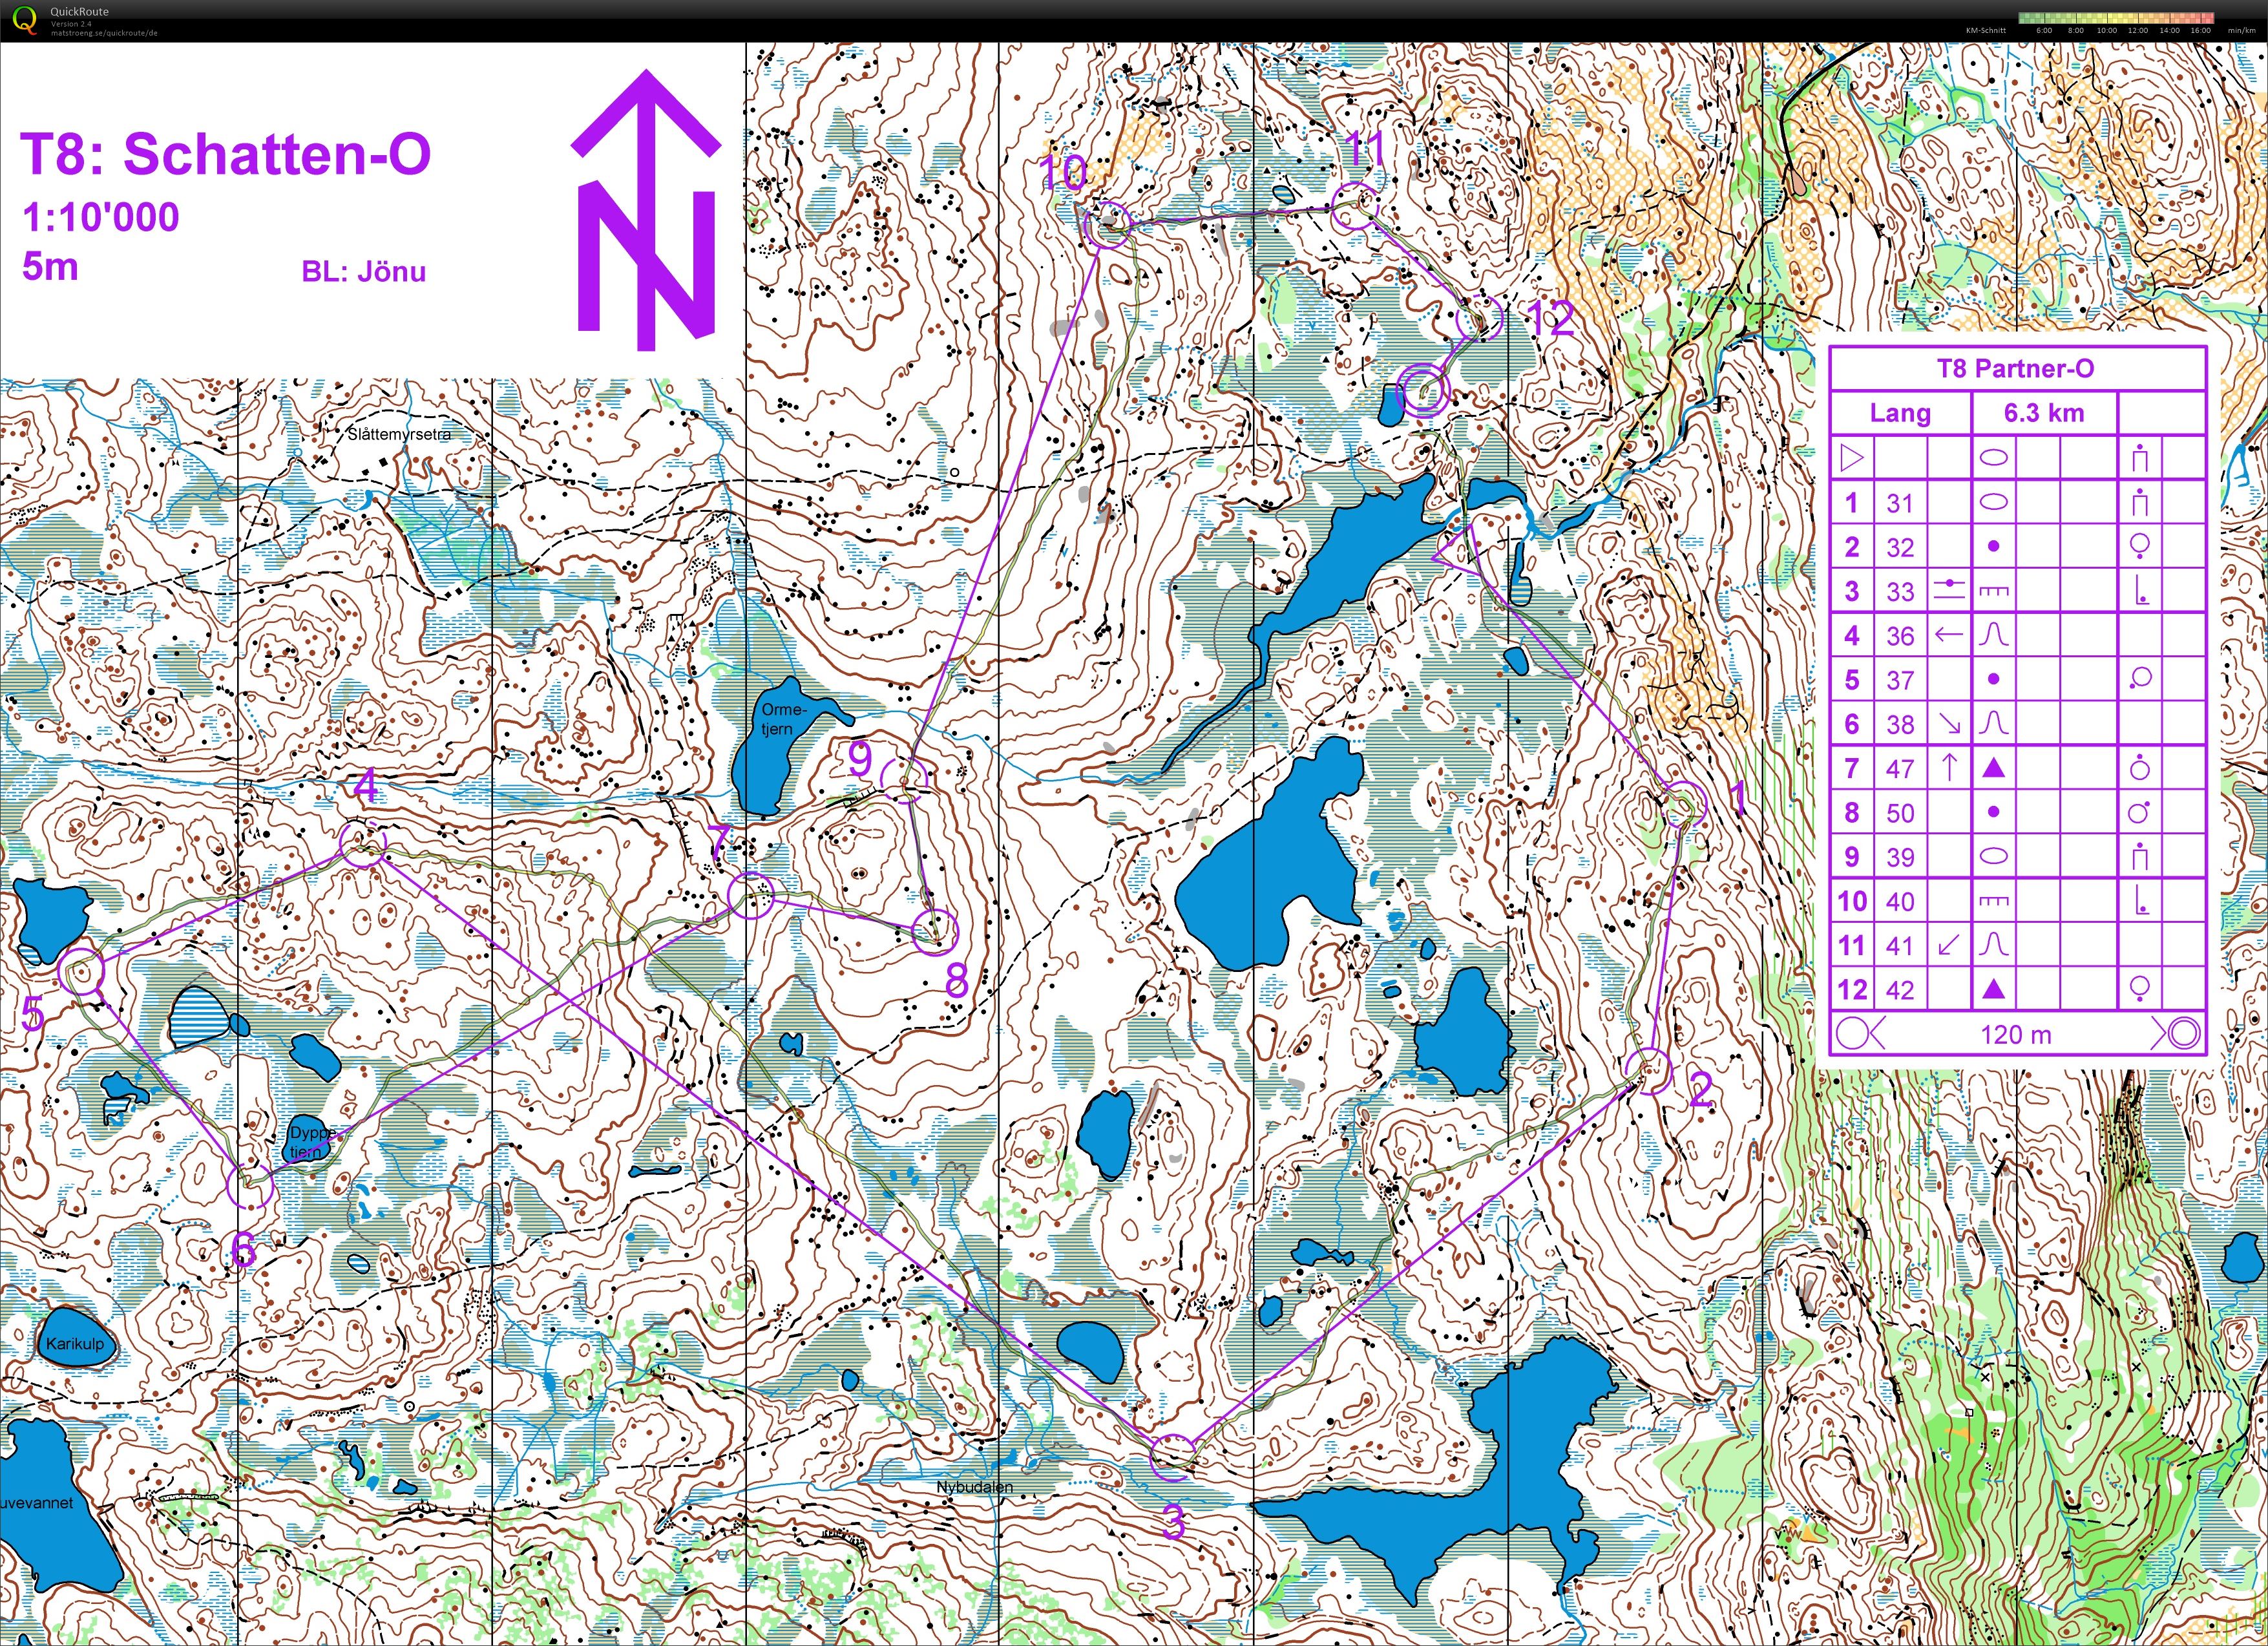 QuickRoute
Version 2.4
matstroeng.se/quickroute/de
KM-Schnitt 6:00 8:00 10:00 12:00 14:00 16:00 min/km
T8: Schatten-O
1:10'000
5m BL: Jönu
N
10
11
12
Slåttemyrsetra
T8 Partner-O
Lang 6.3 km
1 31
2 32
3 33
4 36
5 37
6 38
7 47
8 50
9 39
10 40
11 41
12 42
120 m
Orme-
tjern
9
4
1
7
8
5
2
Dyppe
tjern
6
Karikulp
uvevannet
Nybudalen
3